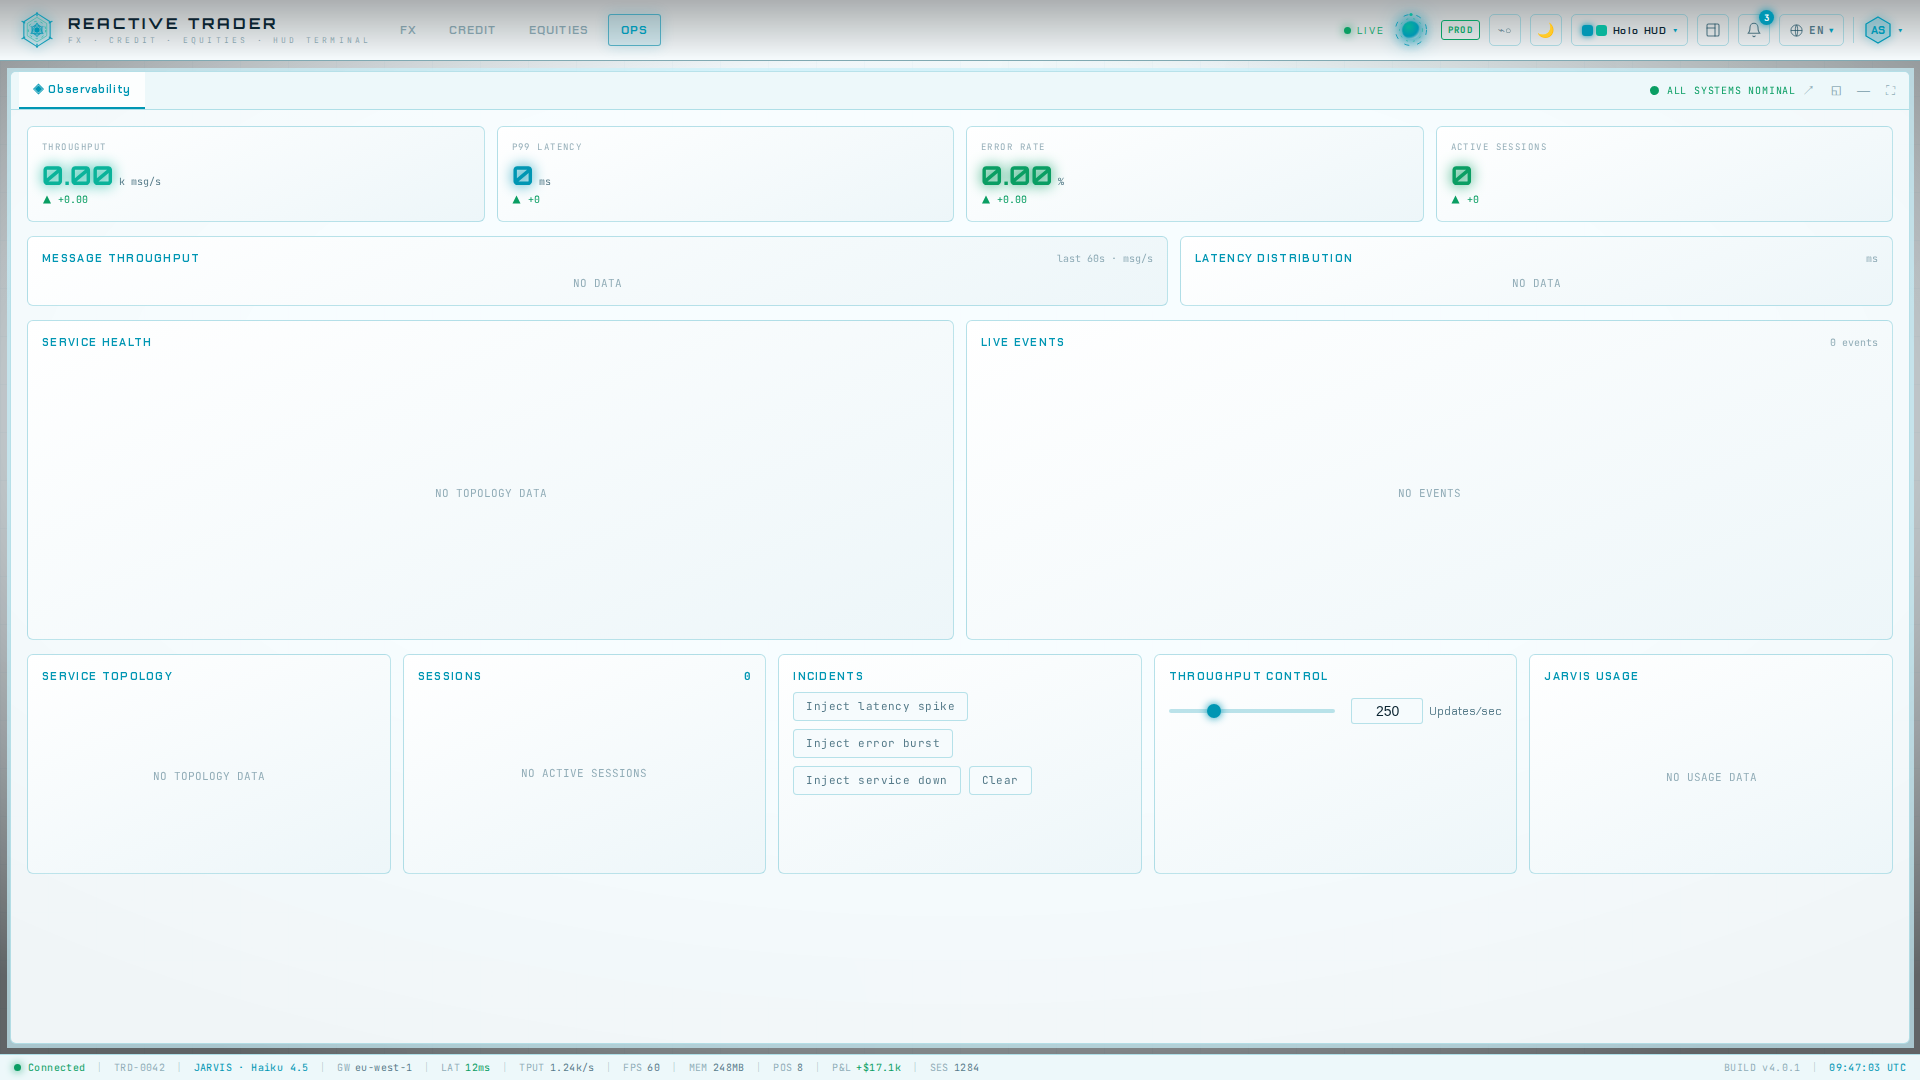 REACTIVE TRADER
FX · CREDIT · EQUITIES · HUD TERMINAL
FX CREDIT EQUITIES OPS
LIVE PROD Holo HUD ▾ 3 EN ▾ AS ▾
◈ Observability
ALL SYSTEMS NOMINAL
THROUGHPUT
0.00 k msg/s
▲ +0.00
P99 LATENCY
0 ms
▲ +0
ERROR RATE
0.00 %
▲ +0.00
ACTIVE SESSIONS
0
▲ +0
MESSAGE THROUGHPUT last 60s · msg/s
NO DATA
LATENCY DISTRIBUTION ms
NO DATA
SERVICE HEALTH
NO TOPOLOGY DATA
LIVE EVENTS 0 events
NO EVENTS
SERVICE TOPOLOGY
NO TOPOLOGY DATA
SESSIONS 0
NO ACTIVE SESSIONS
INCIDENTS
Inject latency spike
Inject error burst
Inject service down Clear
THROUGHPUT CONTROL
250 Updates/sec
JARVIS USAGE
NO USAGE DATA
Connected TRD-0042 JARVIS · Haiku 4.5 GW eu-west-1 LAT 12ms TPUT 1.24k/s FPS 60 MEM 248MB POS 8 P&L +$17.1k SES 1284 BUILD v4.0.1 09:47:03 UTC